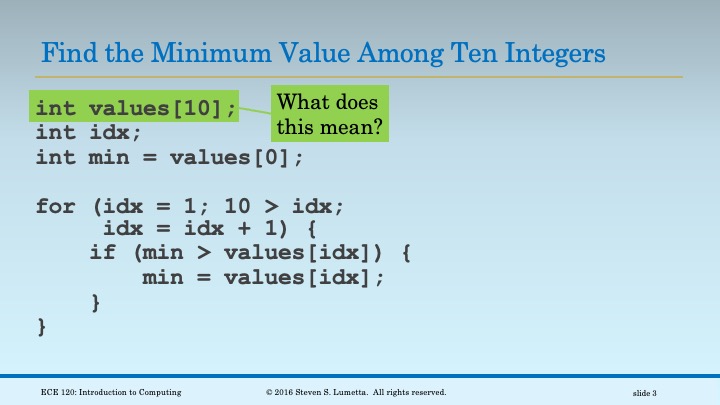 Find the Minimum Value Among Ten Integers
int values[10];
What does
this mean?
int idx;
int min = values[0];
for (idx = 1; 10 > idx;
idx = idx + 1) {
if (min > values[idx]) {
min = values[idx];
}
}
ECE 120: Introduction to Computing
© 2016 Steven S. Lumetta. All rights reserved.
slide 3